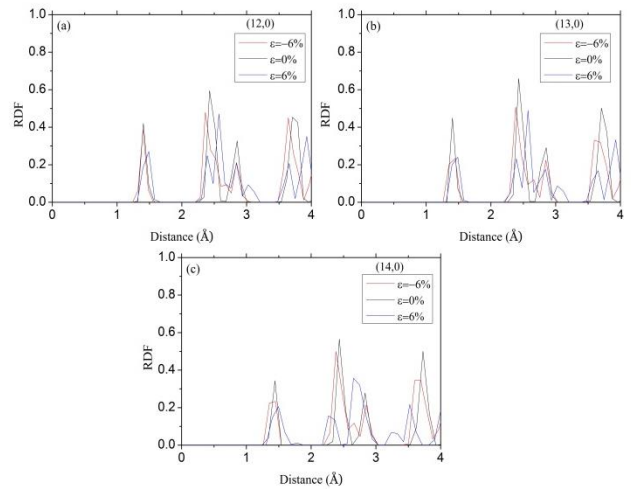 (a)
(12,0)
ε=−6%
ε=0%
ε=6%
RDF
1.0
0.8
0.6
0.4
0.2
0.0
0 1 2 3 4
Distance (Å)
(b)
(13,0)
ε=−6%
ε=0%
ε=6%
RDF
1.0
0.8
0.6
0.4
0.2
0.0
0 1 2 3 4
Distance (Å)
(c)
(14,0)
ε=−6%
ε=0%
ε=6%
RDF
1.0
0.8
0.6
0.4
0.2
0.0
0 1 2 3 4
Distance (Å)